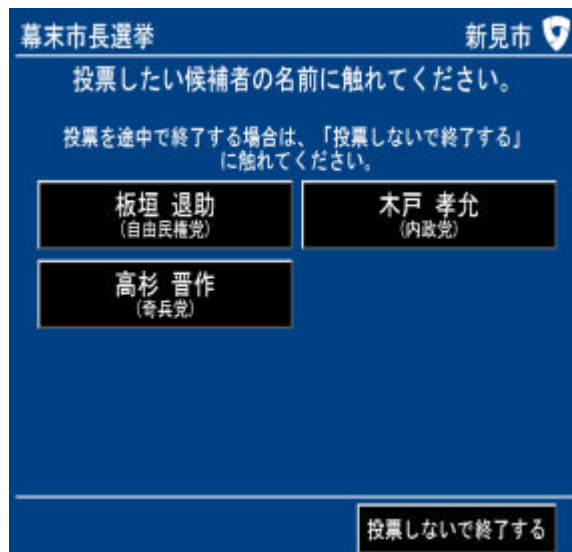 幕末市長選挙
新見市
投票したい候補者の名前に触れてください。
投票を途中で終了する場合は、「投票しないで終了する」
に触れてください。
板垣 退助
(自由民権党)
木戸 孝允
(内政党)
高杉 晋作
(奇兵党)
投票しないで終了する